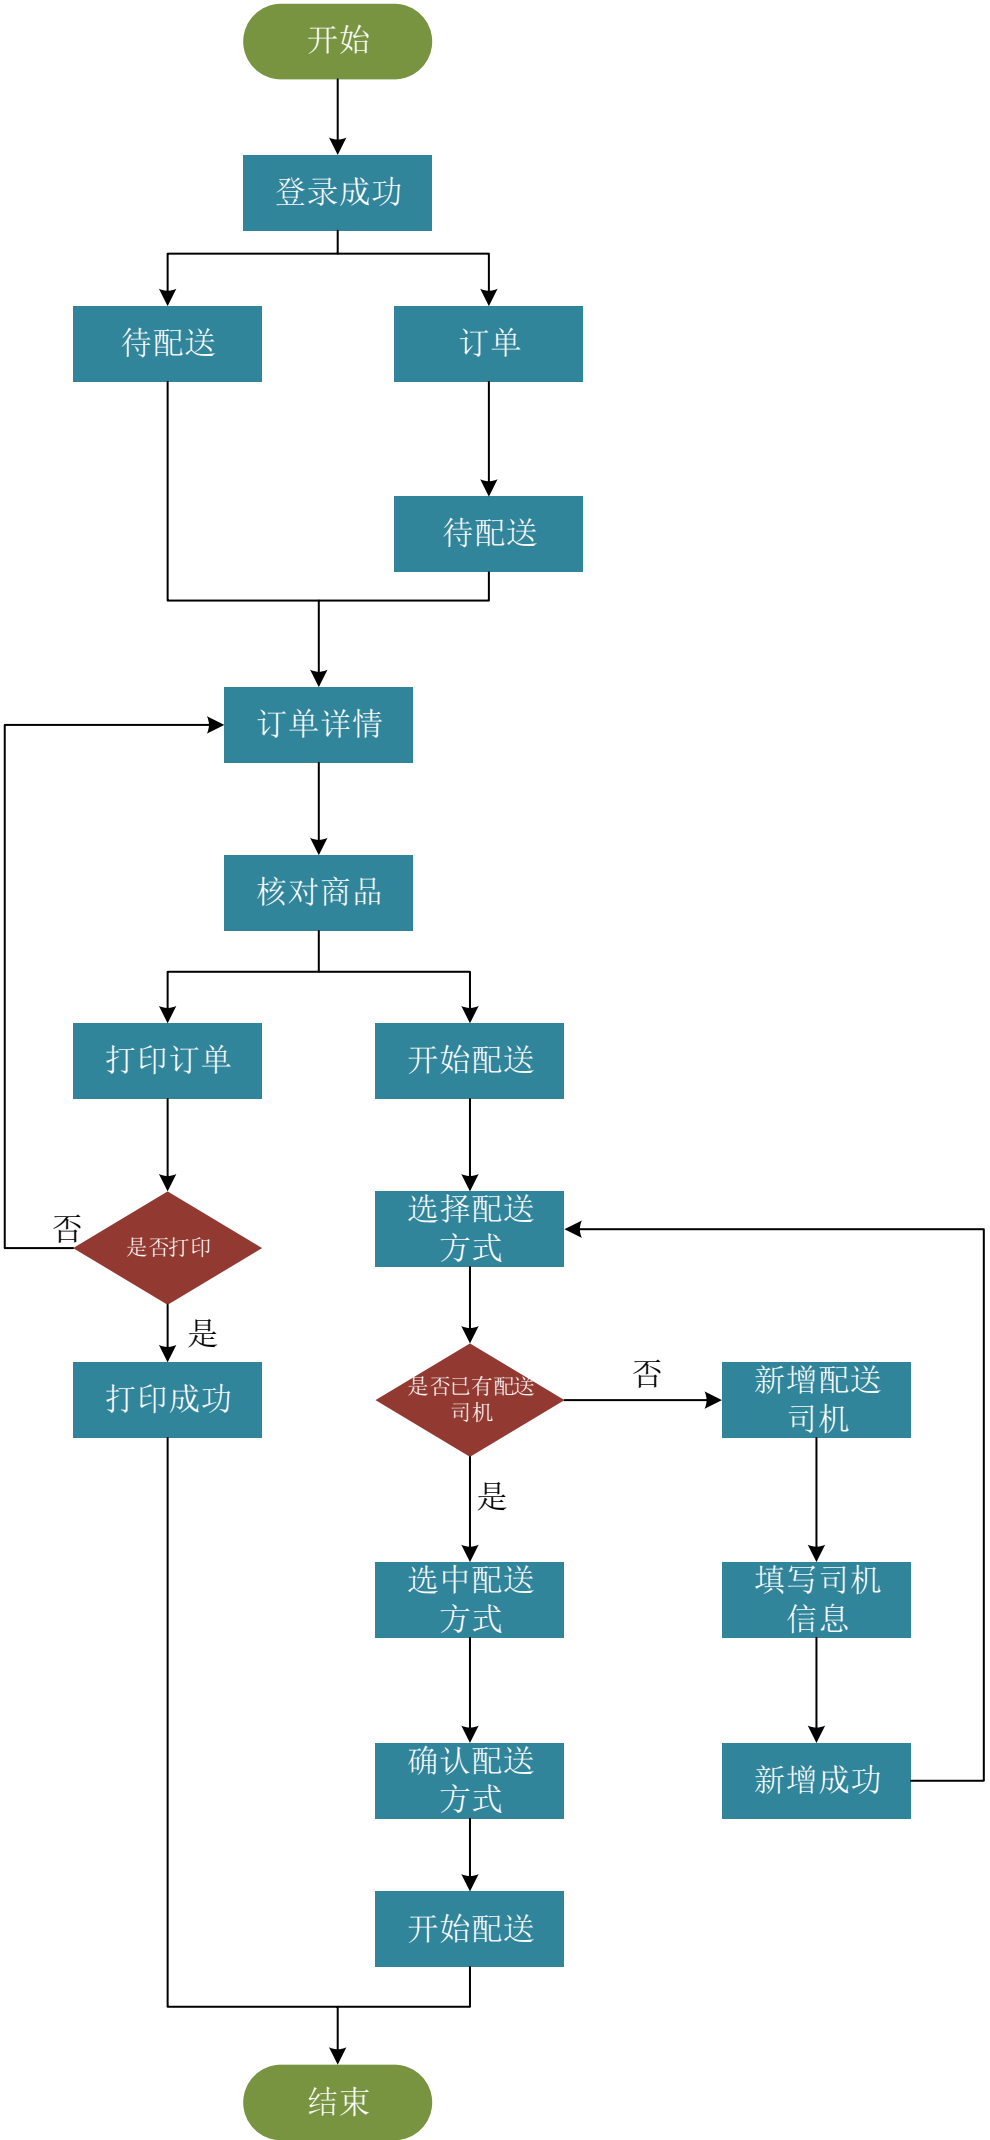 开始
登录成功
待配送
订单
待配送
订单详情
核对商品
打印订单
开始配送
选择配送
方式
否
是否打印
是
打印成功
是否已有配送
司机
否
新增配送
司机
是
选中配送
方式
填写司机
信息
确认配送
方式
新增成功
开始配送
结束